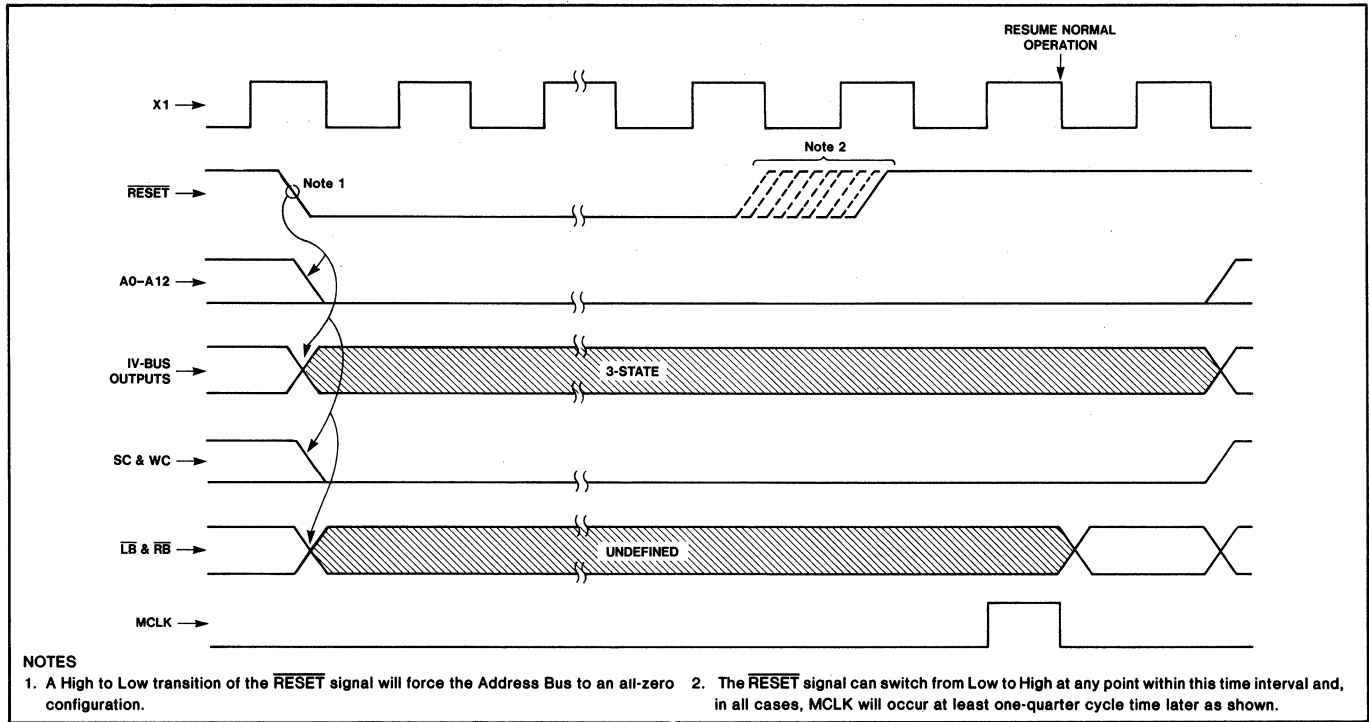 RESUME NORMAL
OPERATION
X1
Note 2
RESET
Note 1
A0–A12
IV-BUS
OUTPUTS
3-STATE
SC & WC
LB & RB
UNDEFINED
MCLK
NOTES
1. A High to Low transition of the RESET signal will force the Address Bus to an all-zero
configuration.
2. The RESET signal can switch from Low to High at any point within this time interval and,
in all cases, MCLK will occur at least one-quarter cycle time later as shown.